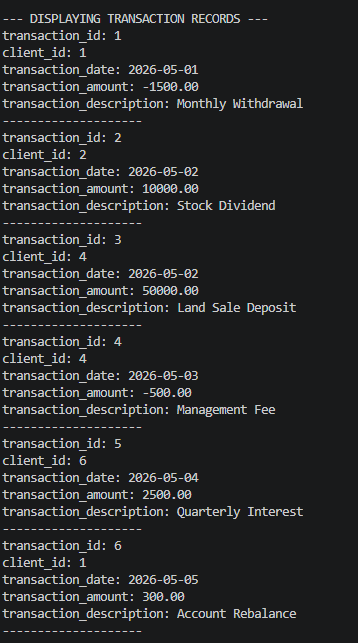 --- DISPLAYING TRANSACTION RECORDS ---
transaction_id: 1
client_id: 1
transaction_date: 2026-05-01
transaction_amount: -1500.00
transaction_description: Monthly Withdrawal
--------------------
transaction_id: 2
client_id: 2
transaction_date: 2026-05-02
transaction_amount: 10000.00
transaction_description: Stock Dividend
--------------------
transaction_id: 3
client_id: 4
transaction_date: 2026-05-02
transaction_amount: 50000.00
transaction_description: Land Sale Deposit
--------------------
transaction_id: 4
client_id: 4
transaction_date: 2026-05-03
transaction_amount: -500.00
transaction_description: Management Fee
--------------------
transaction_id: 5
client_id: 6
transaction_date: 2026-05-04
transaction_amount: 2500.00
transaction_description: Quarterly Interest
--------------------
transaction_id: 6
client_id: 1
transaction_date: 2026-05-05
transaction_amount: 300.00
transaction_description: Account Rebalance
--------------------